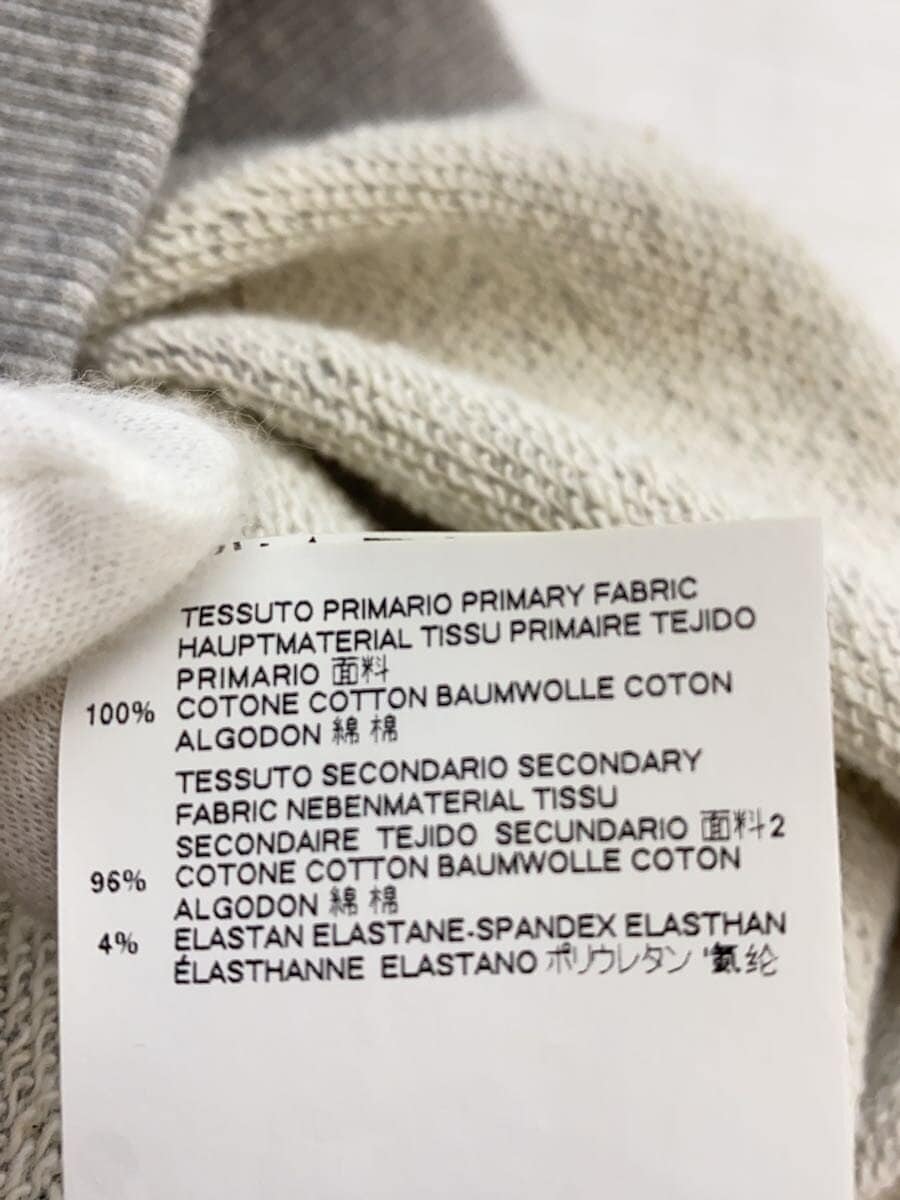 TESSUTO PRIMARIO PRIMARY FABRIC
HAUPTMATERIAL TISSU PRIMAIRE TEJIDO
PRIMARIO 面料
100% COTONE COTTON BAUMWOLLE COTON
ALGODON 綿 棉
TESSUTO SECONDARIO SECONDARY
FABRIC NEBENMATERIAL TISSU
SECONDAIRE TEJIDO SECUNDARIO 面料2
96% COTONE COTTON BAUMWOLLE COTON
ALGODON 綿 棉
4% ELASTAN ELASTANE-SPANDEX ELASTHAN
ÉLASTHANNE ELASTANO ポリウレタン 氨纶